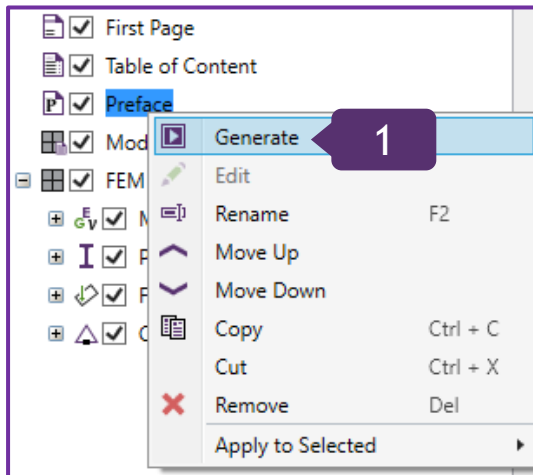 First Page
Table of Content
P Preface
Mod
Generate 1
FEM
Edit
E G V
Rename F2
I
Move Up
Move Down
Copy Ctrl + C
Cut Ctrl + X
Remove Del
Apply to Selected